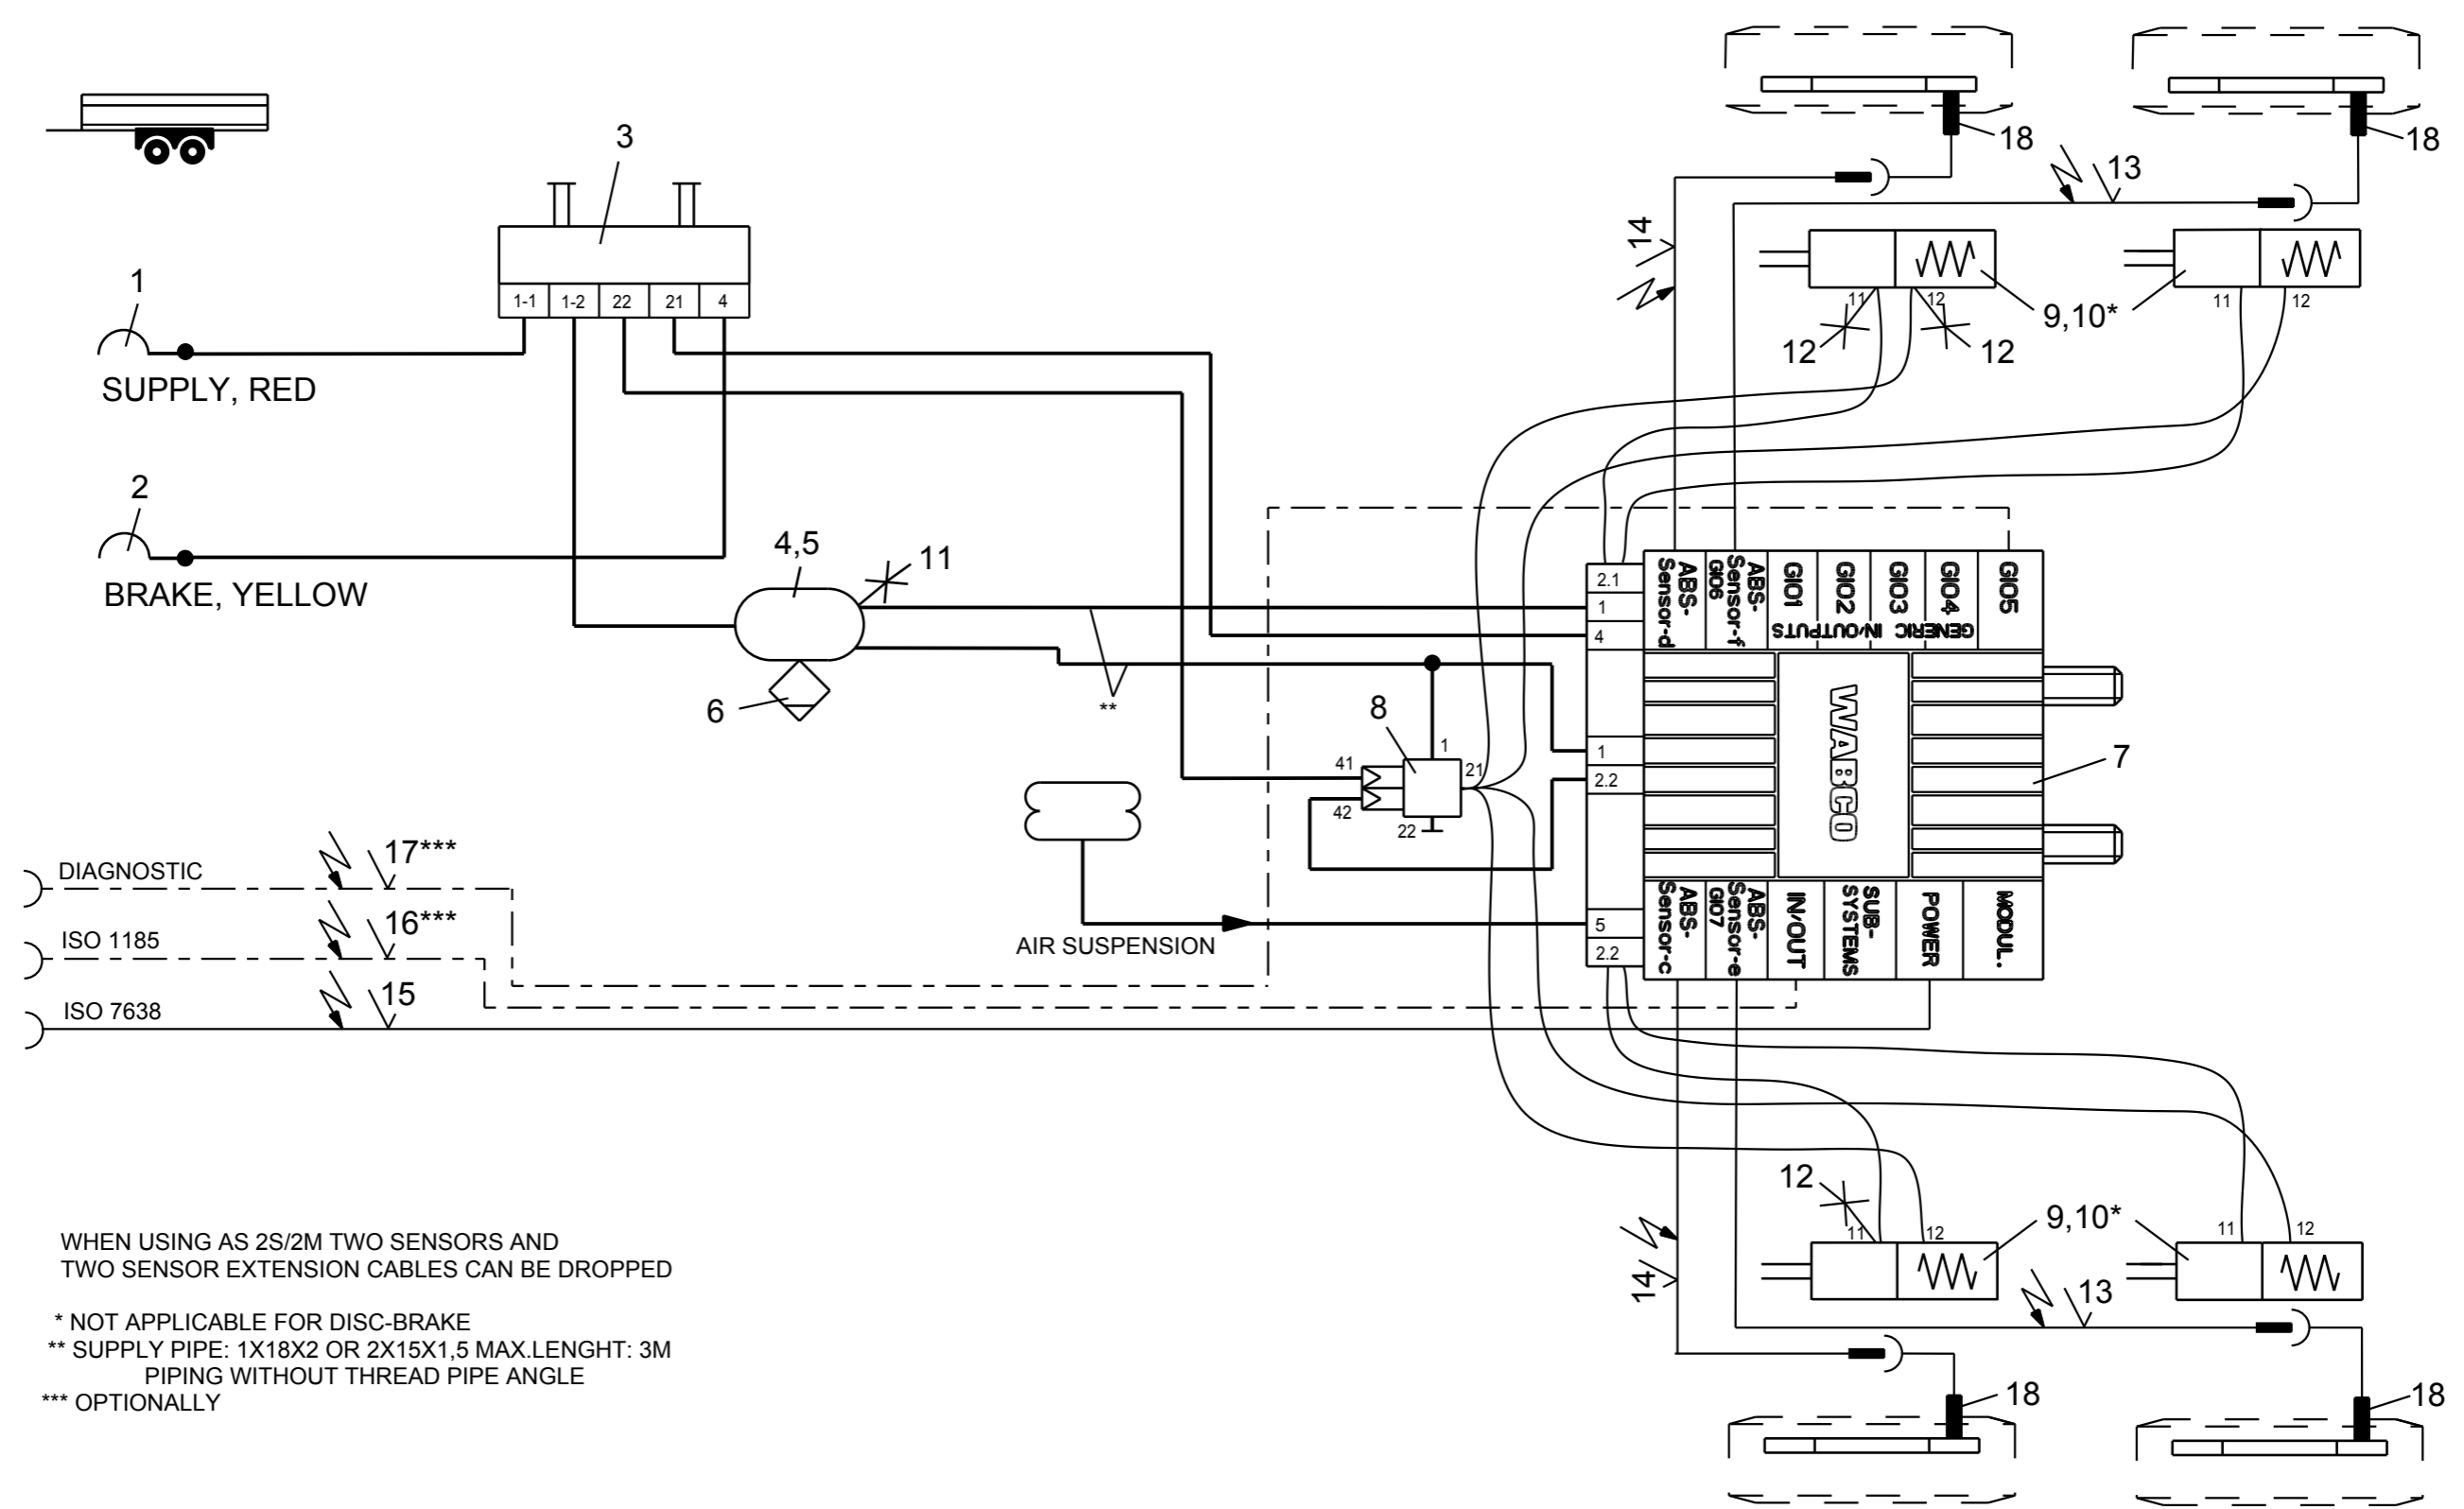 18
18
13
3
14
1
1-1
1-2
22
21
4
11
12
11
12
9,10*
12
12
SUPPLY, RED
2
4,5
11
BRAKE, YELLOW
2.1
1
4
ABS-
Sensor-d
ABS-
Sensor-f
GIO6
GIO1
GIO2
GIO3
GIO4
GIO5
GENERIC IN/OUTPUTS
6
**
8
1
41
21
42
22
1
2.2
WABCO
7
DIAGNOSTIC
17***
ISO 1185
16***
AIR SUSPENSION
5
2.2
ABS-
Sensor-c
ABS-
Sensor-e
GIO7
IN/OUT
SUB-
SYSTEMS
POWER
MODUL.
ISO 7638
15
12
11
12
9,10*
11
12
14
13
WHEN USING AS 2S/2M TWO SENSORS AND
TWO SENSOR EXTENSION CABLES CAN BE DROPPED
* NOT APPLICABLE FOR DISC-BRAKE
** SUPPLY PIPE: 1X18X2 OR 2X15X1,5 MAX.LENGHT: 3M
PIPING WITHOUT THREAD PIPE ANGLE
*** OPTIONALLY
18
18